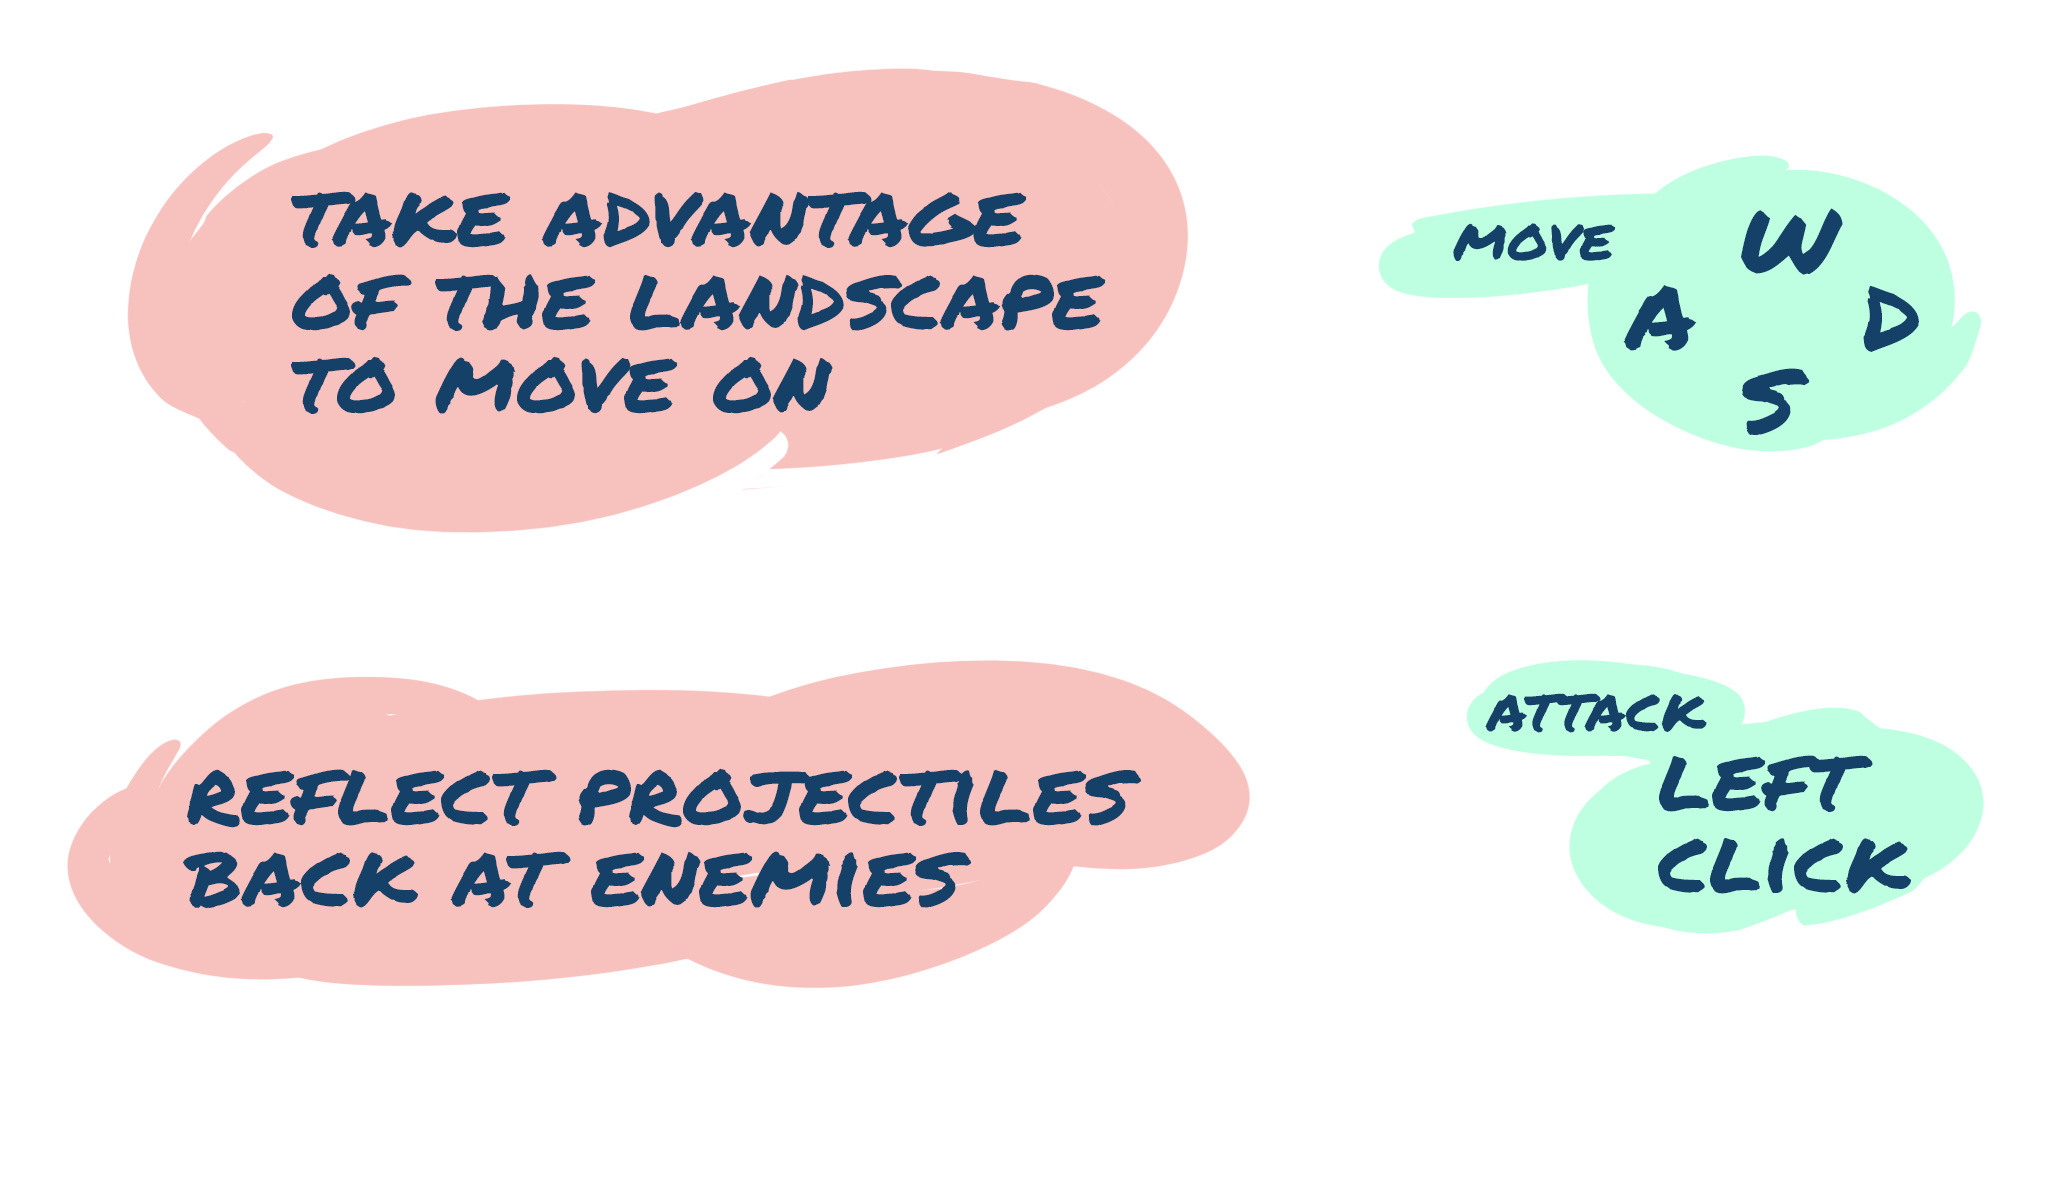 TAKE ADVANTAGE
OF THE LANDSCAPE
TO MOVE ON
MOVE
W
A D
S
REFLECT PROJECTILES
BACK AT ENEMIES
ATTACK
LEFT
CLICK